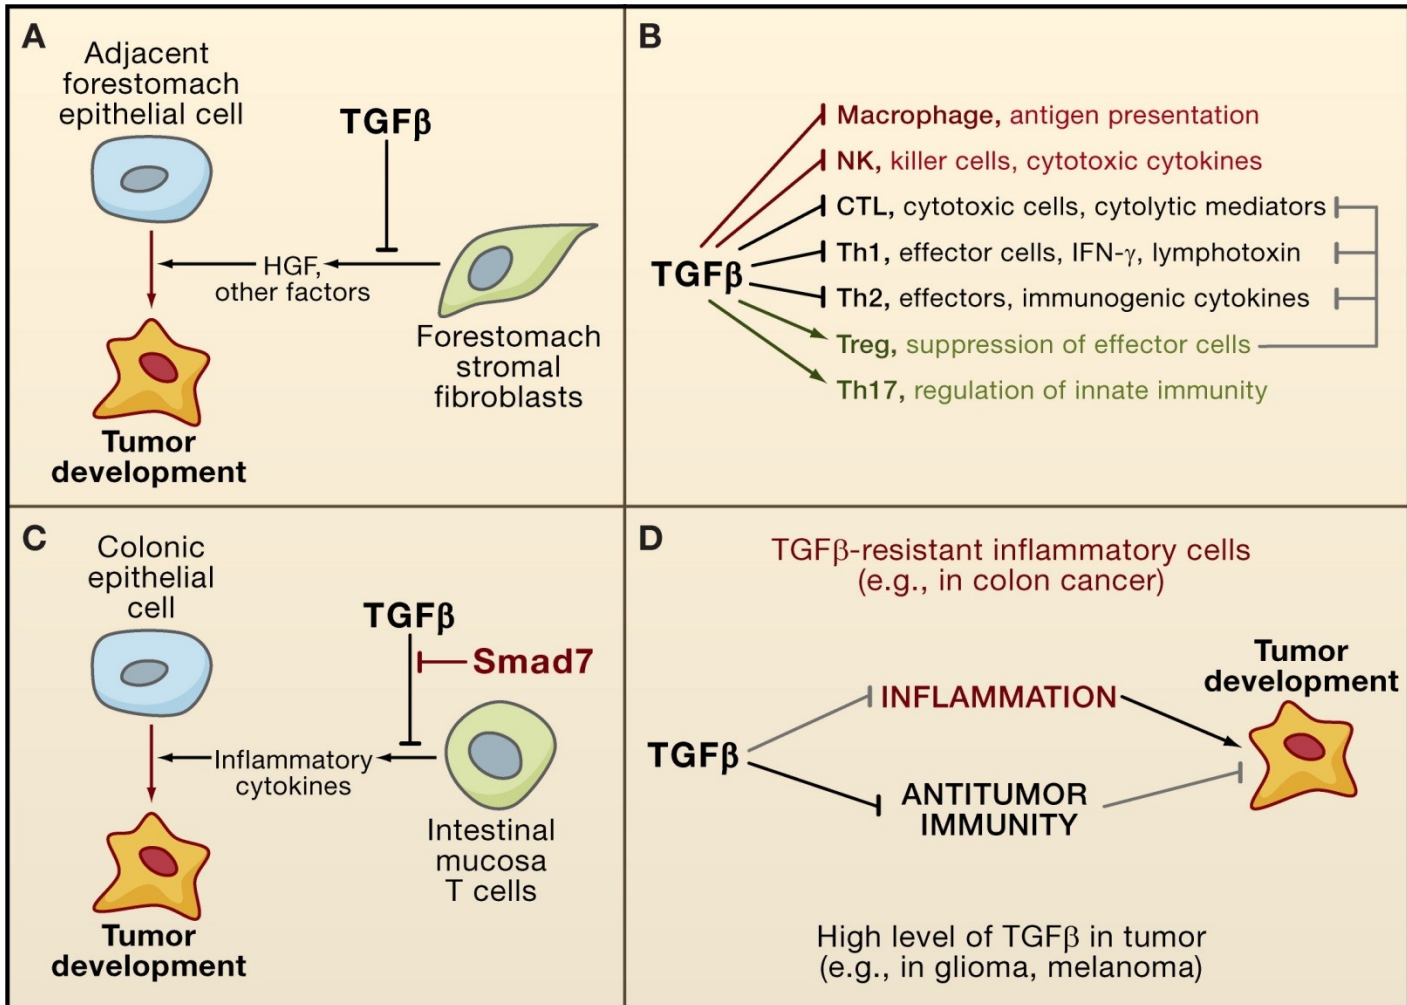 A
Adjacent
forestomach
epithelial cell
TGFβ
HGF,
other factors
Forestomach
stromal
fibroblasts
Tumor
development
B
Macrophage, antigen presentation
NK, killer cells, cytotoxic cytokines
CTL, cytotoxic cells, cytolytic mediators
Th1, effector cells, IFN-γ, lymphotoxin
TGFβ
Th2, effectors, immunogenic cytokines
Treg, suppression of effector cells
Th17, regulation of innate immunity
C
Colonic
epithelial
cell
TGFβ
Smad7
Inflammatory
cytokines
Intestinal
mucosa
T cells
Tumor
development
D
TGFβ-resistant inflammatory cells
(e.g., in colon cancer)
Tumor
development
INFLAMMATION
TGFβ
ANTITUMOR
IMMUNITY
High level of TGFβ in tumor
(e.g., in glioma, melanoma)